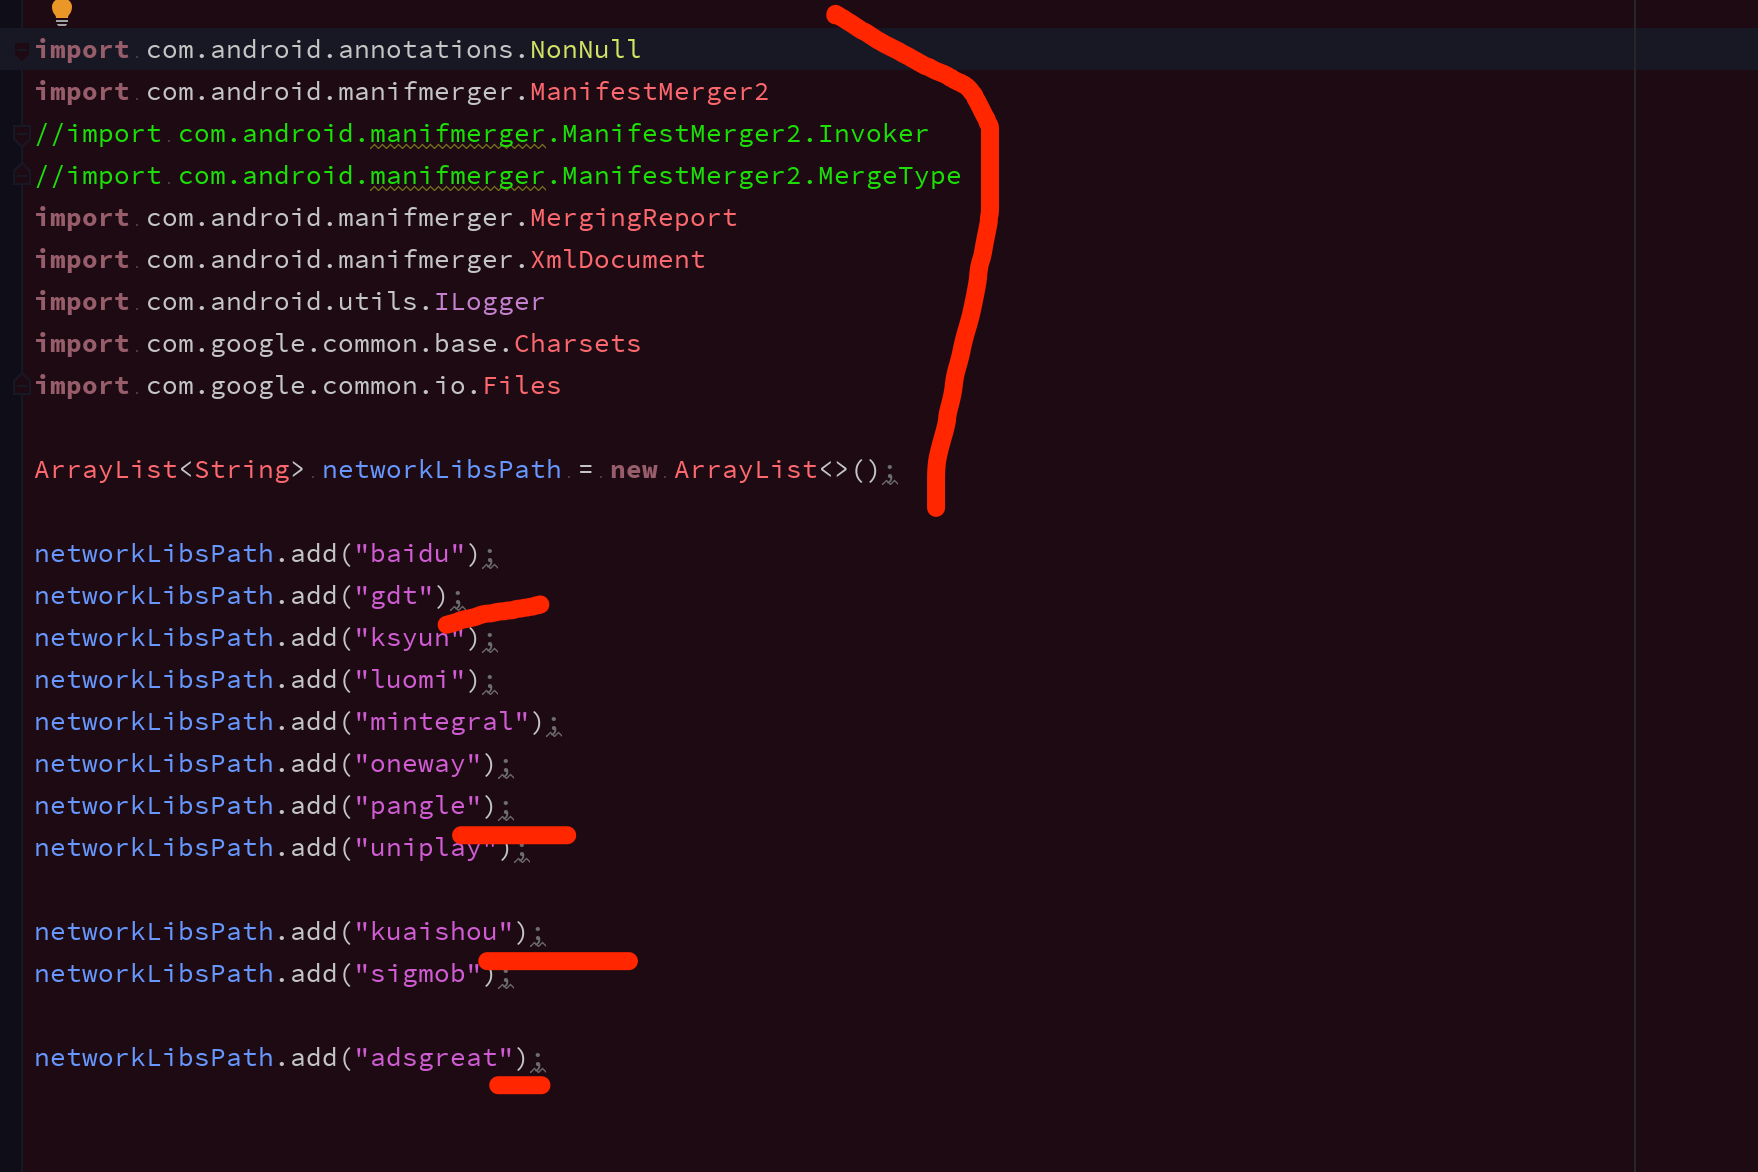 import com.android.annotations.NonNull
import com.android.manifmerger.ManifestMerger2
//import com.android.manifmerger.ManifestMerger2.Invoker
//import com.android.manifmerger.ManifestMerger2.MergeType
import com.android.manifmerger.MergingReport
import com.android.manifmerger.XmlDocument
import com.android.utils.ILogger
import com.google.common.base.Charsets
import com.google.common.io.Files
ArrayList<String> networkLibsPath = new ArrayList<>();
networkLibsPath.add("baidu");
networkLibsPath.add("gdt");
networkLibsPath.add("ksyun");
networkLibsPath.add("luomi");
networkLibsPath.add("mintegral");
networkLibsPath.add("oneway");
networkLibsPath.add("pangle");
networkLibsPath.add("uniplay");
networkLibsPath.add("kuaishou");
networkLibsPath.add("sigmob");
networkLibsPath.add("adsgreat");